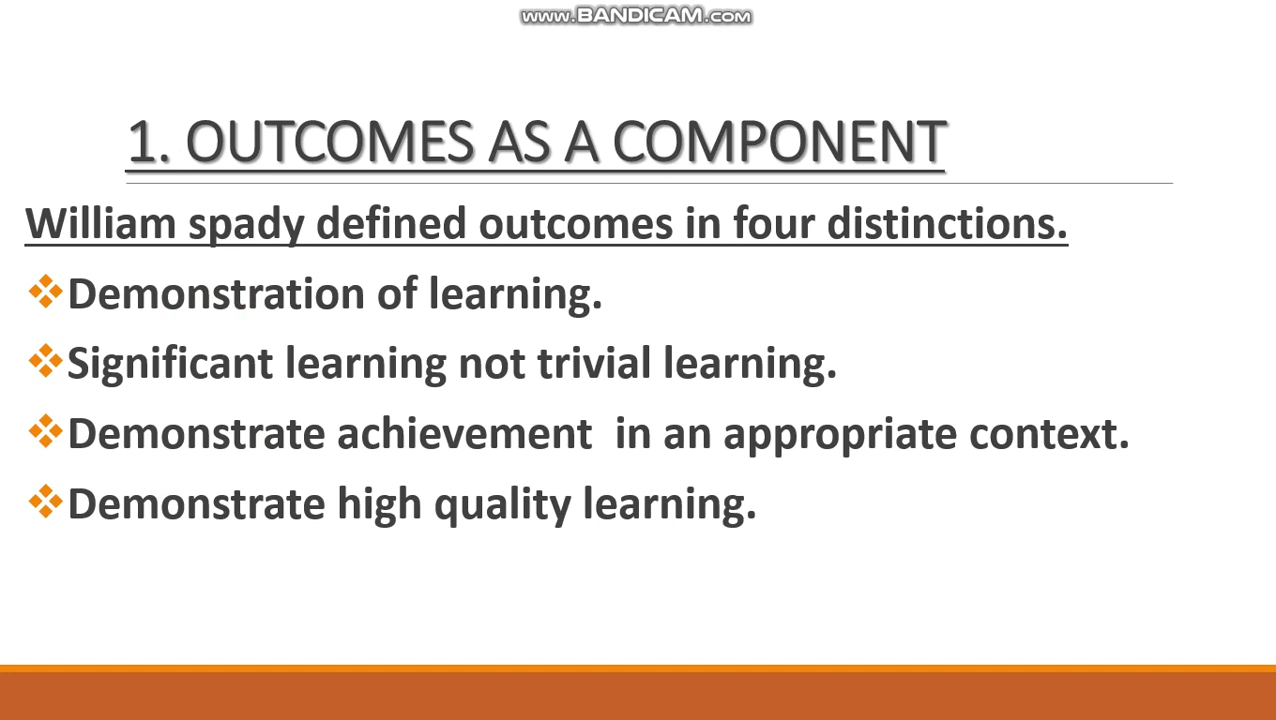 www.BANDICAM.com
1. OUTCOMES AS A COMPONENT
William spady defined outcomes in four distinctions.
❖Demonstration of learning.
❖Significant learning not trivial learning.
❖Demonstrate achievement  in an appropriate context.
❖Demonstrate high quality learning.